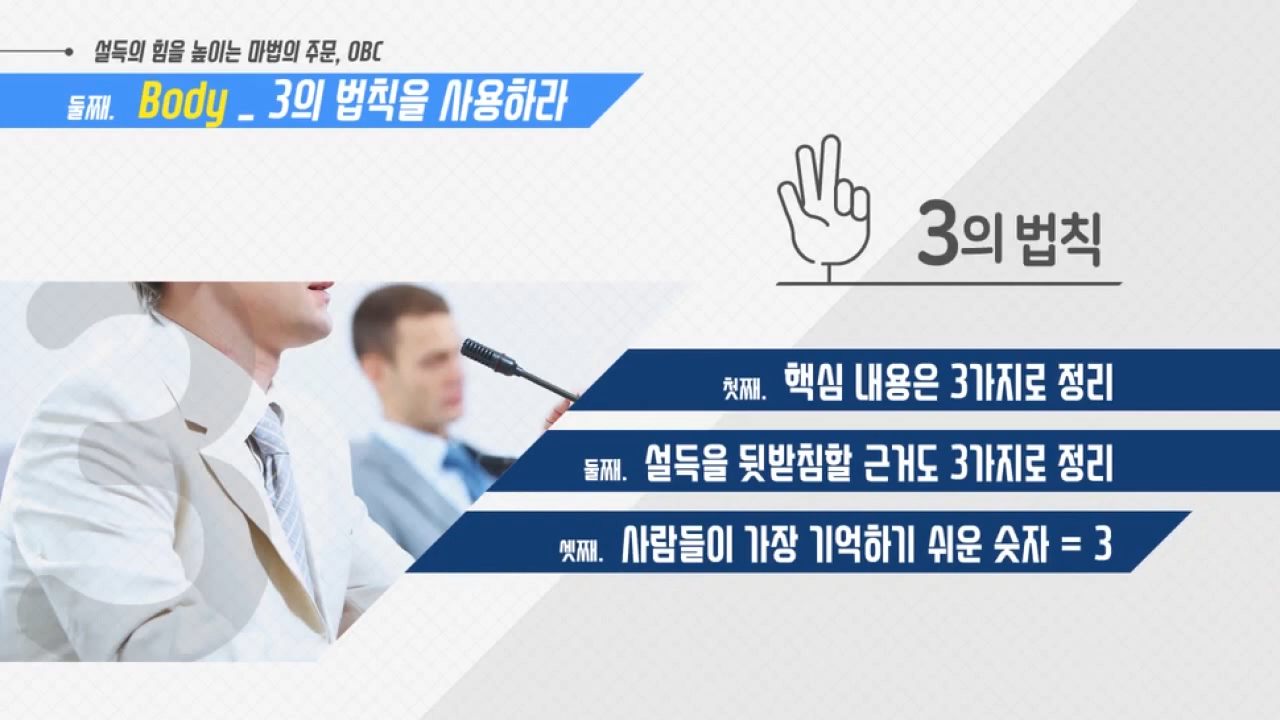 설득의 힘을 높이는 마법의 주문, OBC
둘째. Body _ 3의 법칙을 사용하라
3의 법칙
첫째. 핵심 내용은 3가지로 정리
둘째. 설득을 뒷받침할 근거도 3가지로 정리
셋째. 사람들이 가장 기억하기 쉬운 숫자 = 3
3